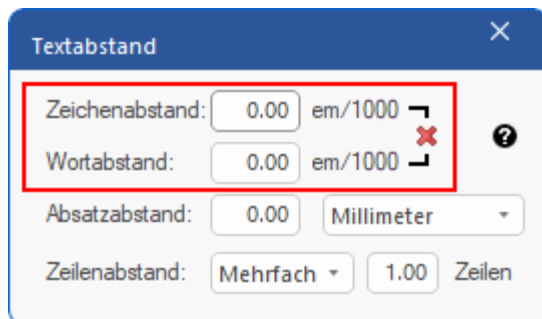 Textabstand
Zeichenabstand: 0.00 em/1000
Wortabstand: 0.00 em/1000
Absatzabstand: 0.00 Millimeter
Zeilenabstand: Mehrfach 1.00 Zeilen